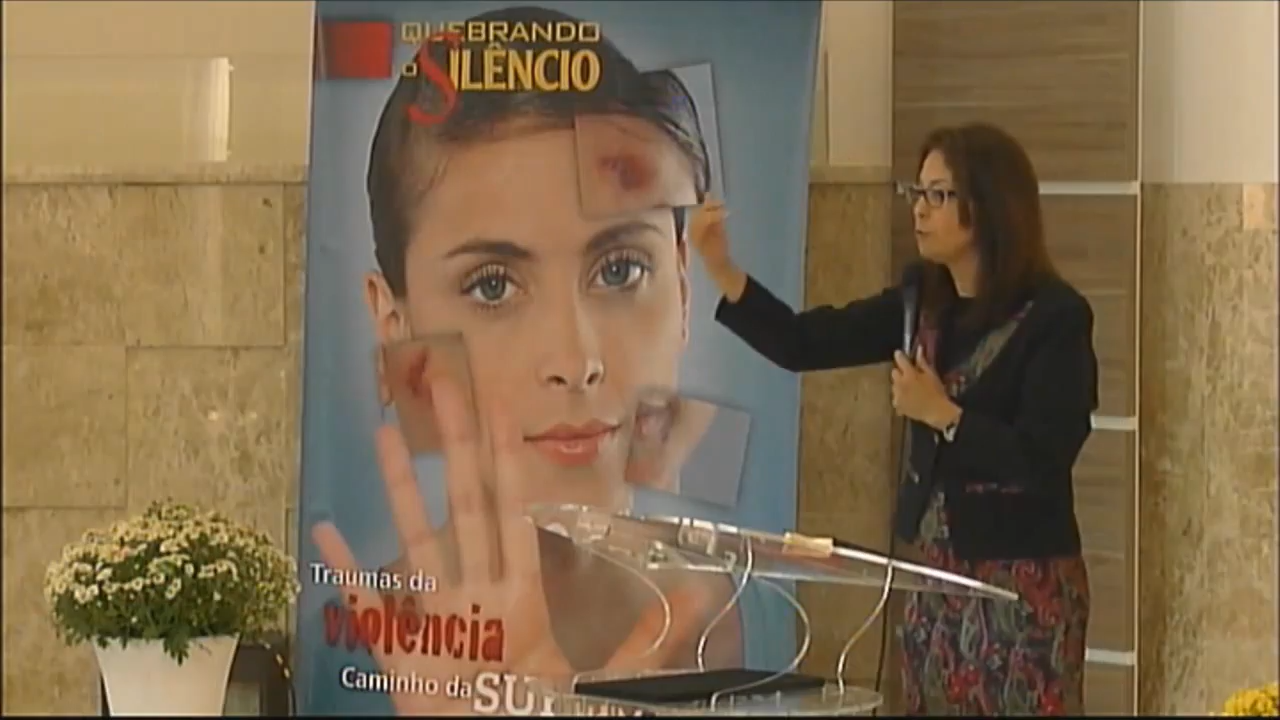 QUEBRANDO
O SILÊNCIO
Traumas da
violência
Caminho da